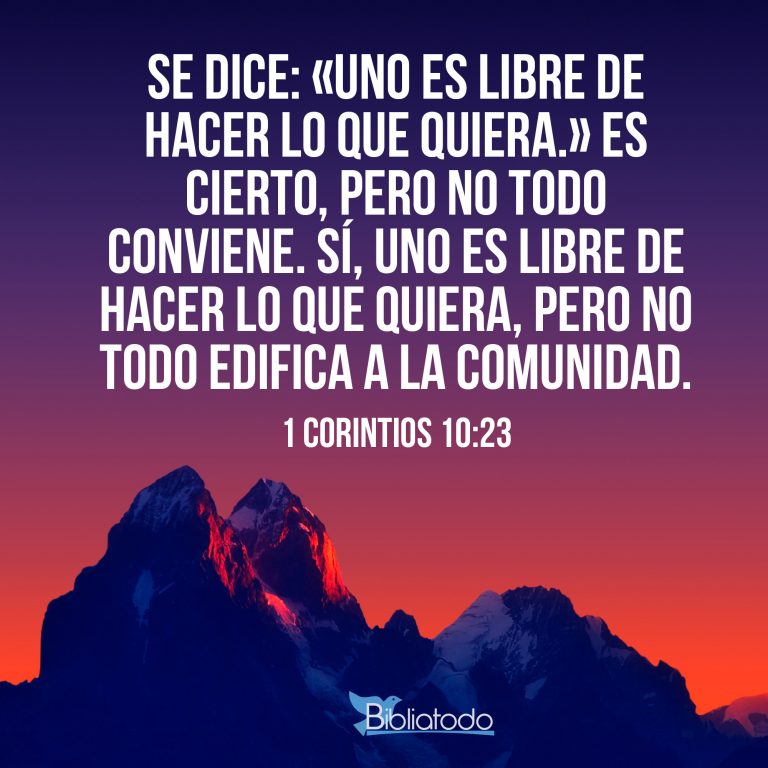 SE DICE: «UNO ES LIBRE DE
HACER LO QUE QUIERA.» ES
CIERTO, PERO NO TODO
CONVIENE. SÍ, UNO ES LIBRE DE
HACER LO QUE QUIERA, PERO NO
TODO EDIFICA A LA COMUNIDAD.
1 CORINTIOS 10:23
Bibliatodo